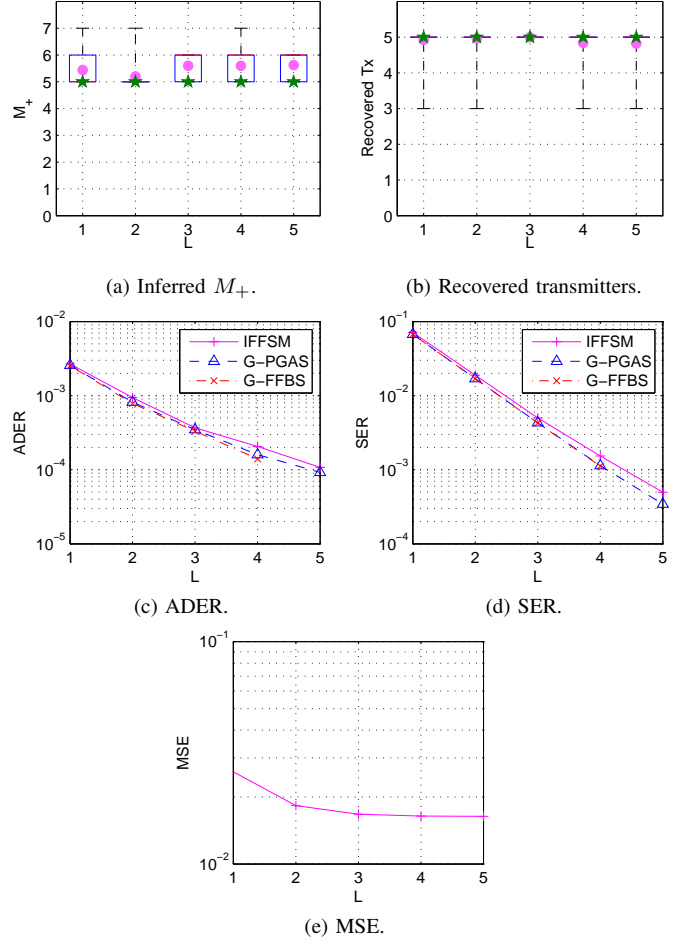 7
6
5
4
3
2
1
0
M+
1 2 3 4 5
L
(a) Inferred M+.
6
5
4
3
2
1
0
Recovered Tx
1 2 3 4 5
L
(b) Recovered transmitters.
10−2
10−3
10−4
10−5
ADER
IFFSM
G−PGAS
G−FFBS
1 2 3 4 5
L
(c) ADER.
10−1
10−2
10−3
10−4
SER
IFFSM
G−PGAS
G−FFBS
1 2 3 4 5
L
(d) SER.
10−1
10−2
MSE
1 2 3 4 5
L
(e) MSE.